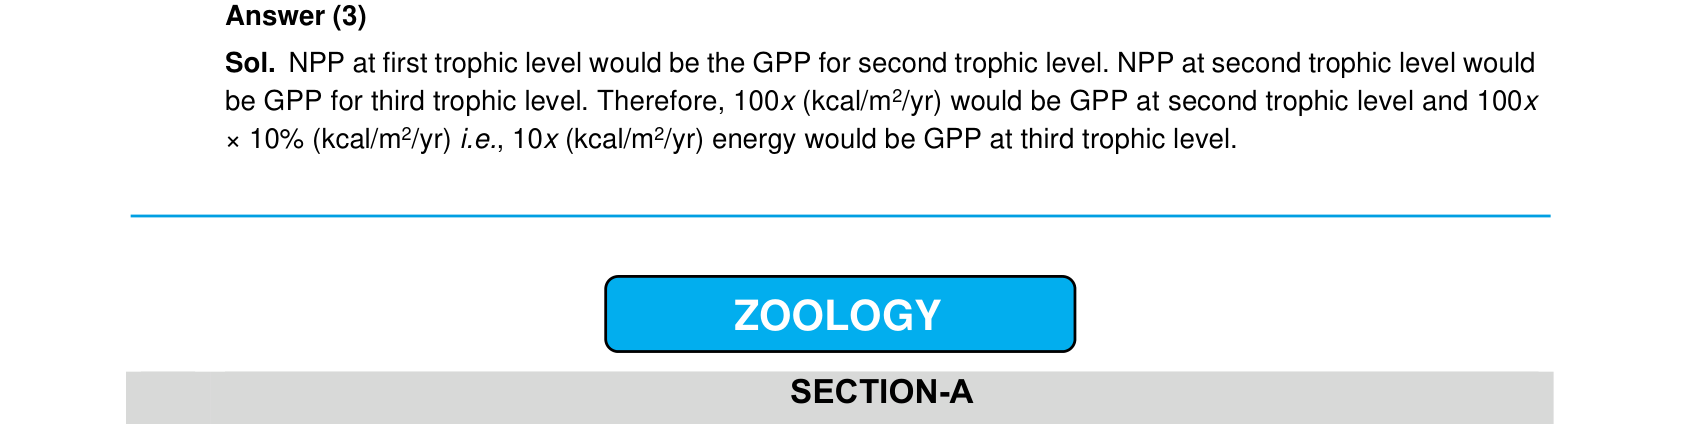 Answer (3)
Sol. NPP at first trophic level would be the GPP for second trophic level. NPP at second trophic level would
be GPP for third trophic level. Therefore, 100x (kcal/m²/yr) would be GPP at second trophic level and 100x
× 10% (kcal/m²/yr) i.e., 10x (kcal/m²/yr) energy would be GPP at third trophic level.
ZOOLOGY
SECTION-A